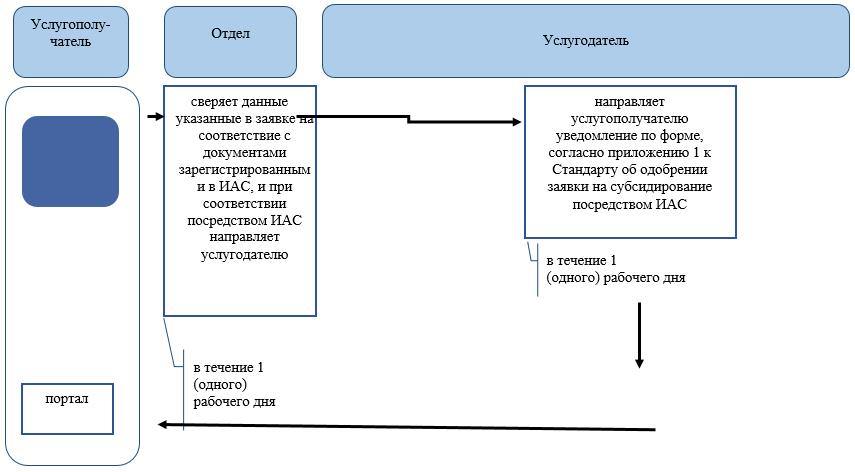 Услугополу-
чатель
Отдел
Услугодатель
сверяет данные
указанные в заявке на
соответствие с
документами
зарегистрированным
и в ИАС, и при
соответствии
посредством ИАС
направляет
услугодателю
направляет
услугополучателю
уведомление по форме,
согласно приложению 1 к
Стандарту об одобрении
заявки на субсидирование
посредством ИАС
в течение 1
(одного) рабочего дня
в течение 1
(одного)
рабочего дня
портал